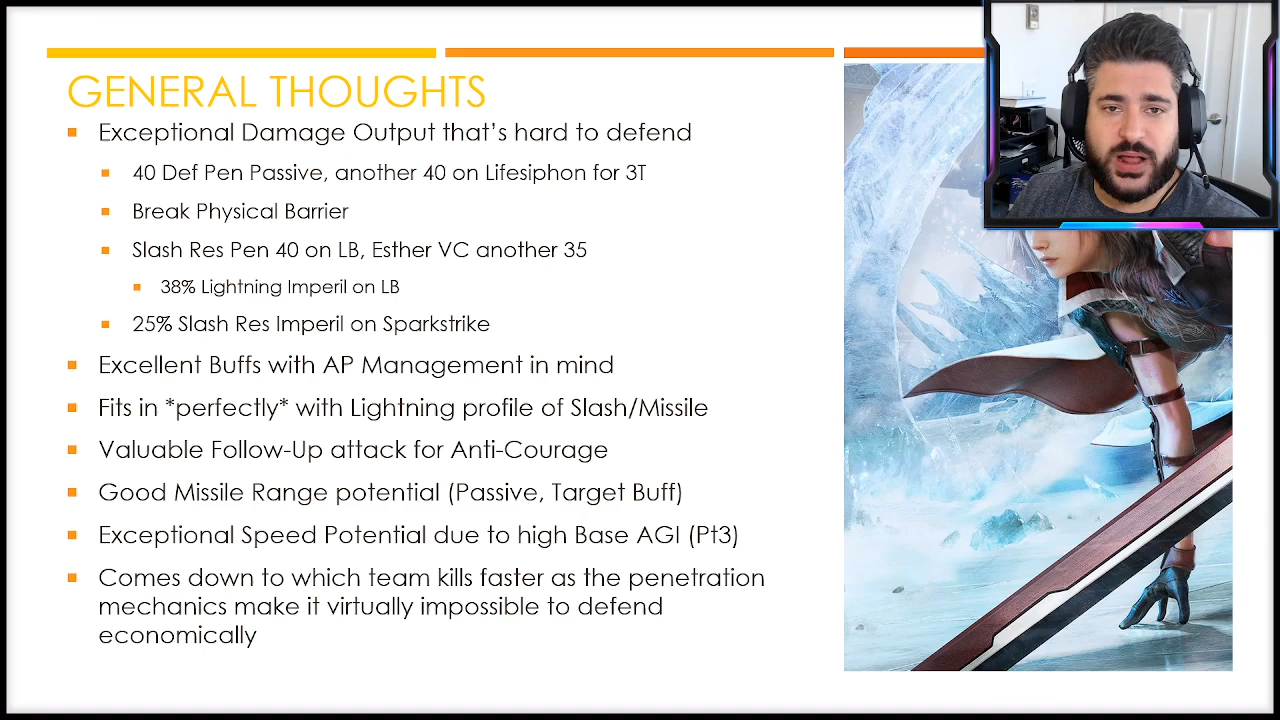 GENERAL THOUGHTS
Exceptional Damage Output that's hard to defend
40 Def Pen Passive, another 40 on Lifesiphon for 3T
Break Physical Barrier
Slash Res Pen 40 on LB, Esther VC another 35
38% Lightning Imperil on LB
25% Slash Res Imperil on Sparkstrike
Excellent Buffs with AP Management in mind
Fits in *perfectly* with Lightning profile of Slash/Missile
Valuable Follow-Up attack for Anti-Courage
Good Missile Range potential (Passive, Target Buff)
Exceptional Speed Potential due to high Base AGI (Pt3)
Comes down to which team kills faster as the penetration
mechanics make it virtually impossible to defend
economically